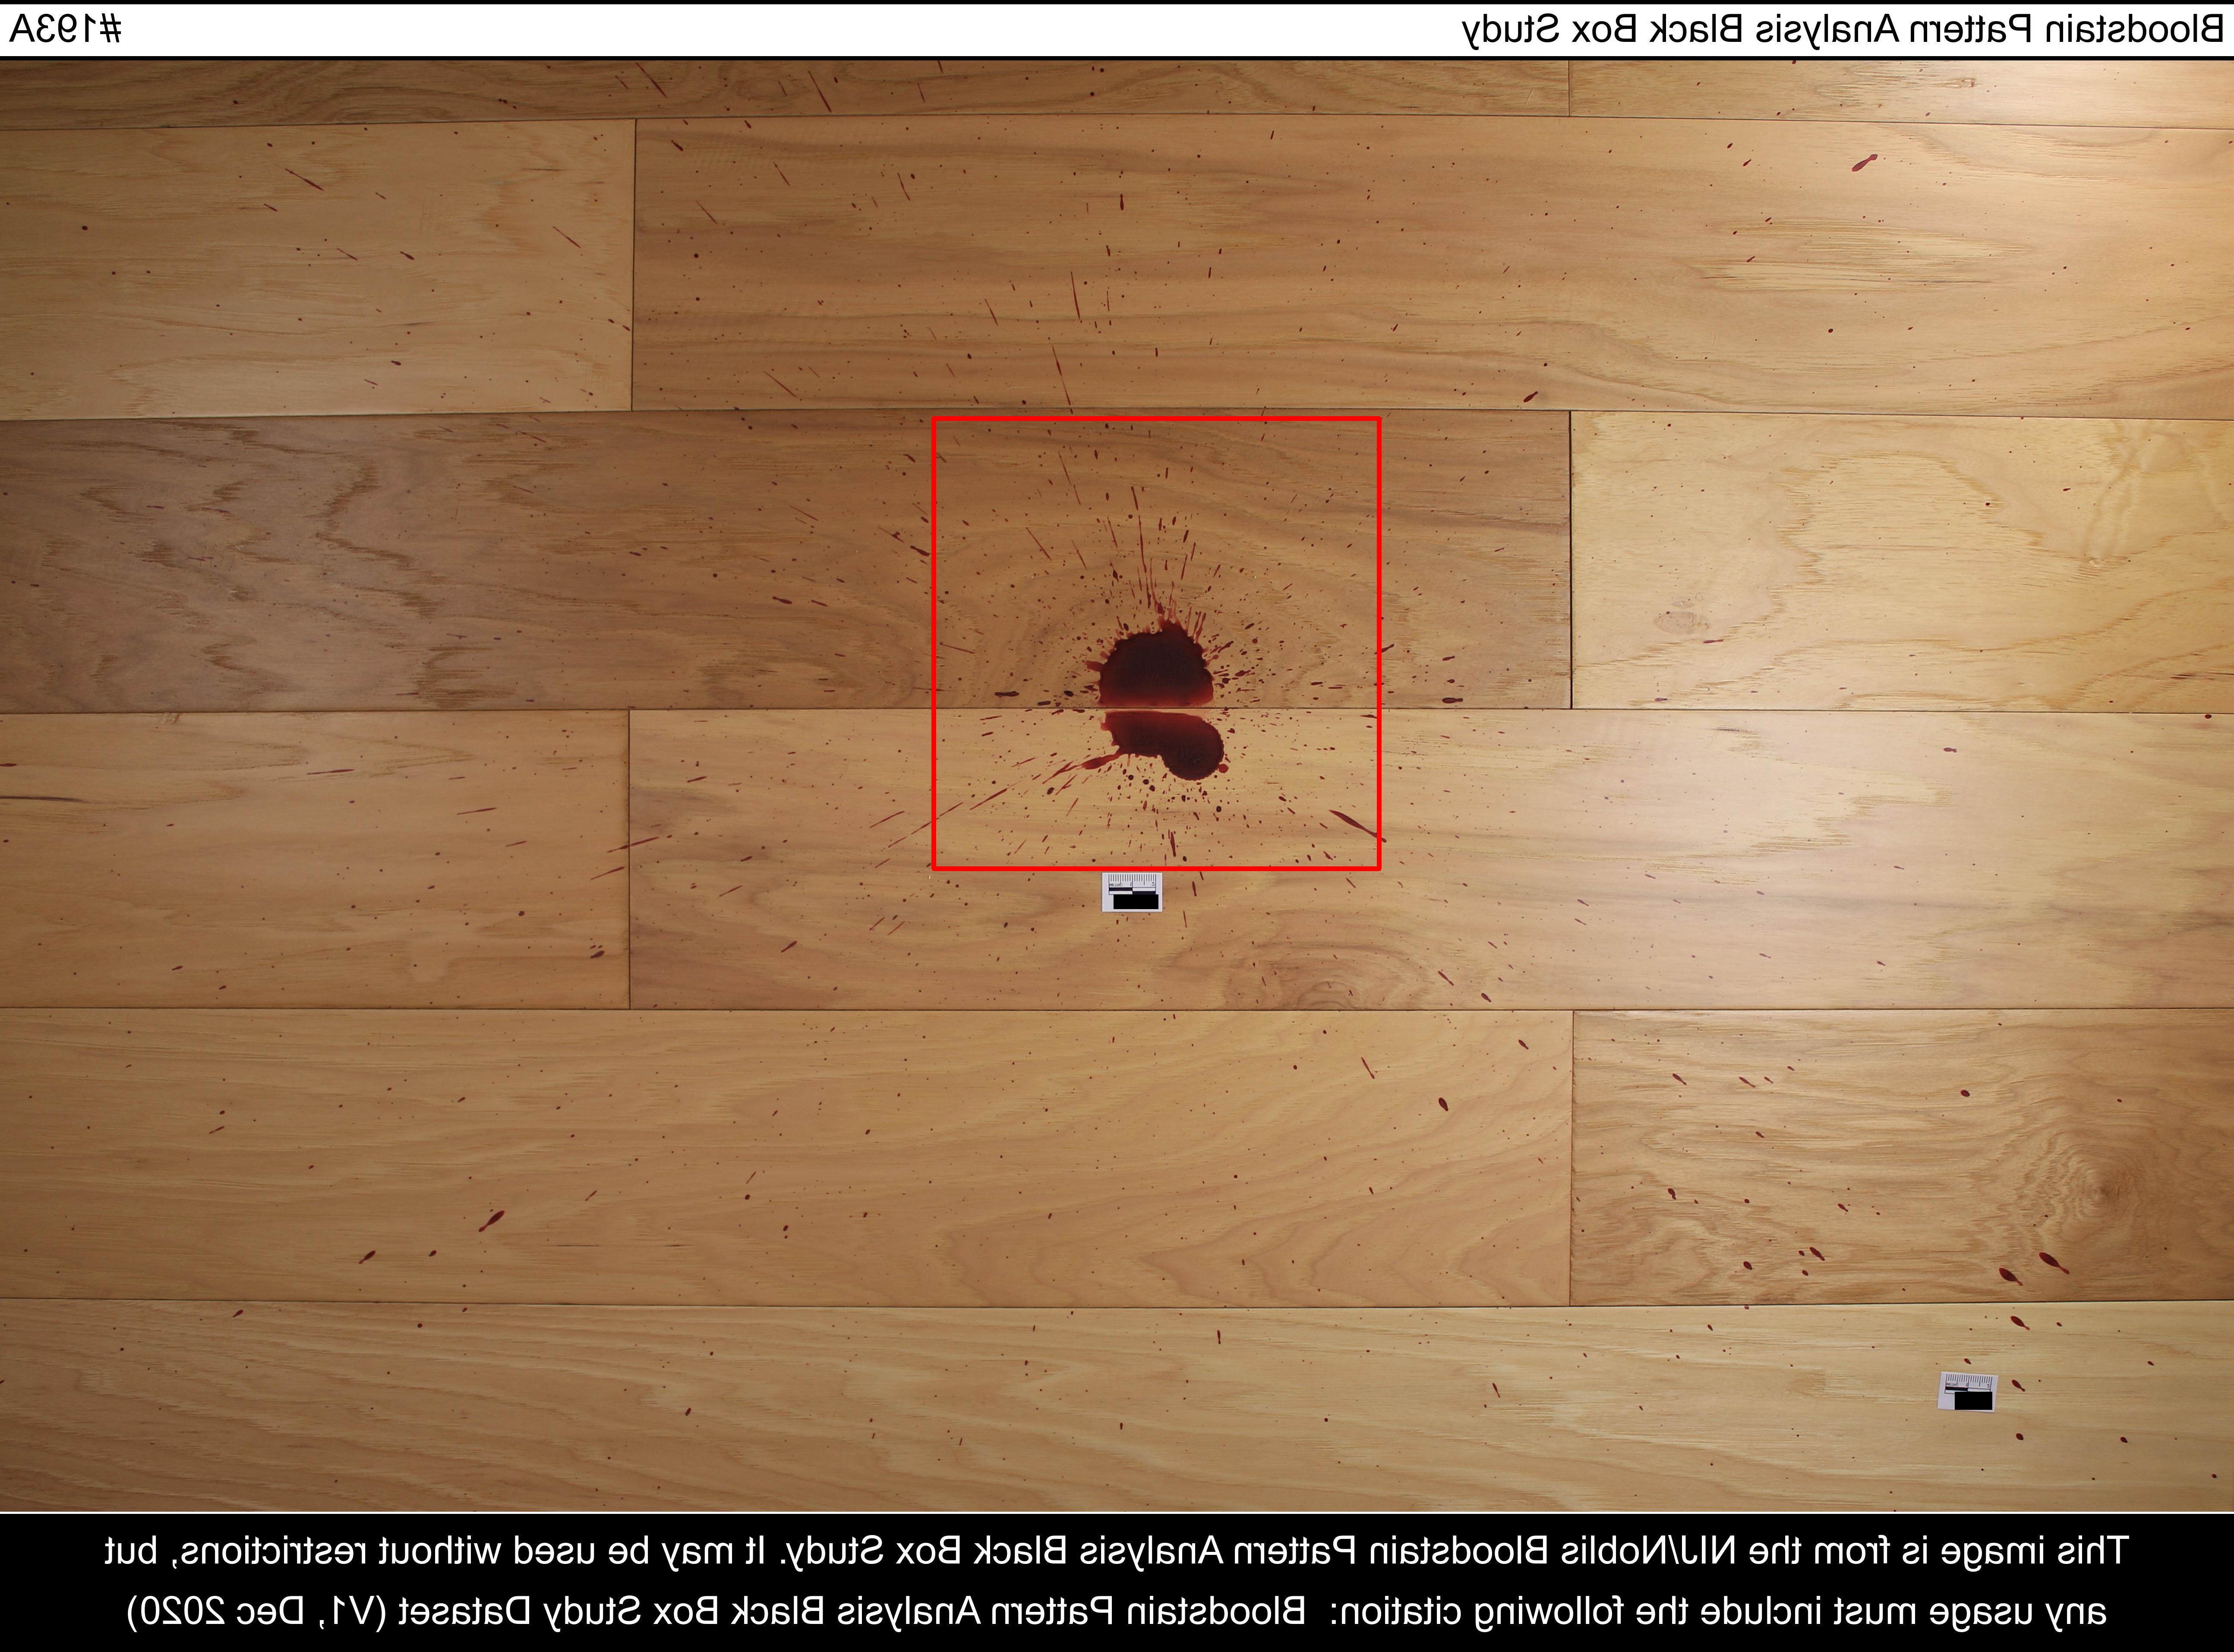 Bloodstain Pattern Analysis Black Box Study
#193A
This image is from the NIJ/Noblis Bloodstain Pattern Analysis Black Box Study. It may be used without restrictions, but
any usage must include the following citation:  Bloodstain Pattern Analysis Black Box Study Dataset (V1, Dec 2020)